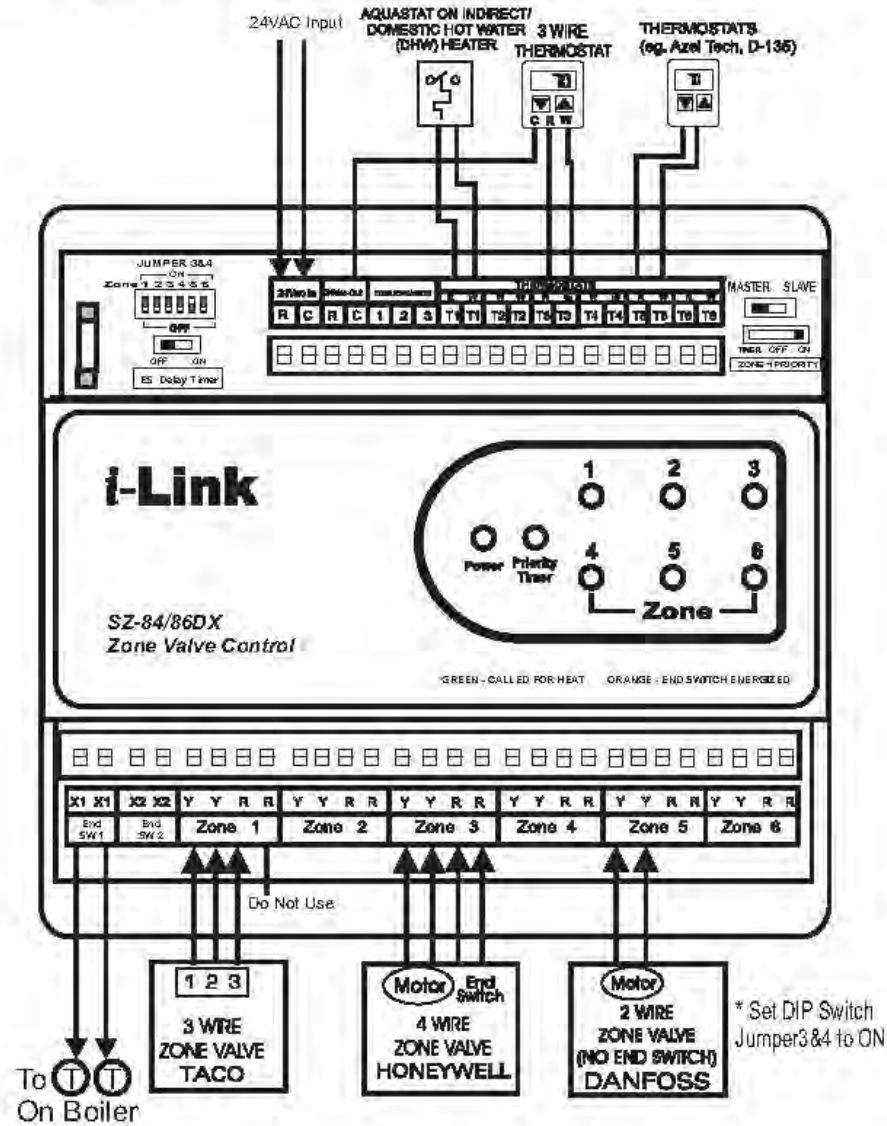 24VAC Input
AQUASTAT ON INDIRECT/
DOMESTIC HOT WATER
(DHW) HEATER
3 WIRE
THERMOSTAT
THERMOSTATS
(eg. Azel Tech, D-135)
C R W
JUMPER 3&4
ON
Zone 1 2 3 4 5 6
OFF
OFF ON
ES Delay Timer
R C R C 1 2 3 T1 T1 T2 T2 T3 T3 T4 T4 T5 T5 T6 T6
MASTER SLAVE
TIMER OFF ON
ZONE 1 PRIORITY
i-Link
1 2 3
Power
Priority
Timer
4 5 6
Zone
SZ-84/86DX
Zone Valve Control
GREEN - CALLED FOR HEAT ORANGE - END SWITCH ENERGIZED
X1 X1 X2 X2 Y Y R R Y Y R R Y Y R R Y Y R R Y Y R R Y Y R R
End
SW 1
End
SW 2
Zone 1 Zone 2 Zone 3 Zone 4 Zone 5 Zone 6
Do Not Use
1 2 3
3 WIRE
ZONE VALVE
TACO
Motor
End
Switch
4 WIRE
ZONE VALVE
HONEYWELL
Motor
2 WIRE
ZONE VALVE
(NO END SWITCH)
DANFOSS
* Set DIP Switch
Jumper3&4 to ON
To T T
On Boiler